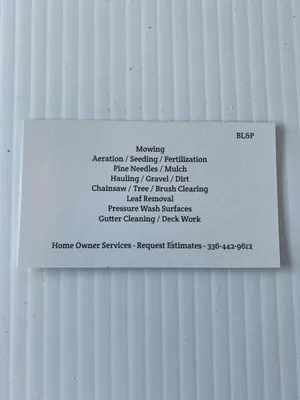 BL&P
Mowing
Aeration / Seeding / Fertilization
Pine Needles / Mulch
Hauling / Gravel / Dirt
Chainsaw / Tree / Brush Clearing
Leaf Removal
Pressure Wash Surfaces
Gutter Cleaning / Deck Work
Home Owner Services - Request Estimates - 336-442-9612